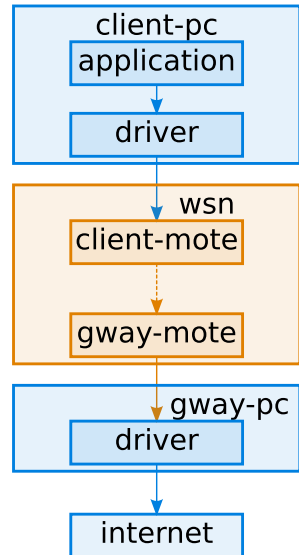 client-pc
application
driver
wsn
client-mote
gway-mote
gway-pc
driver
internet